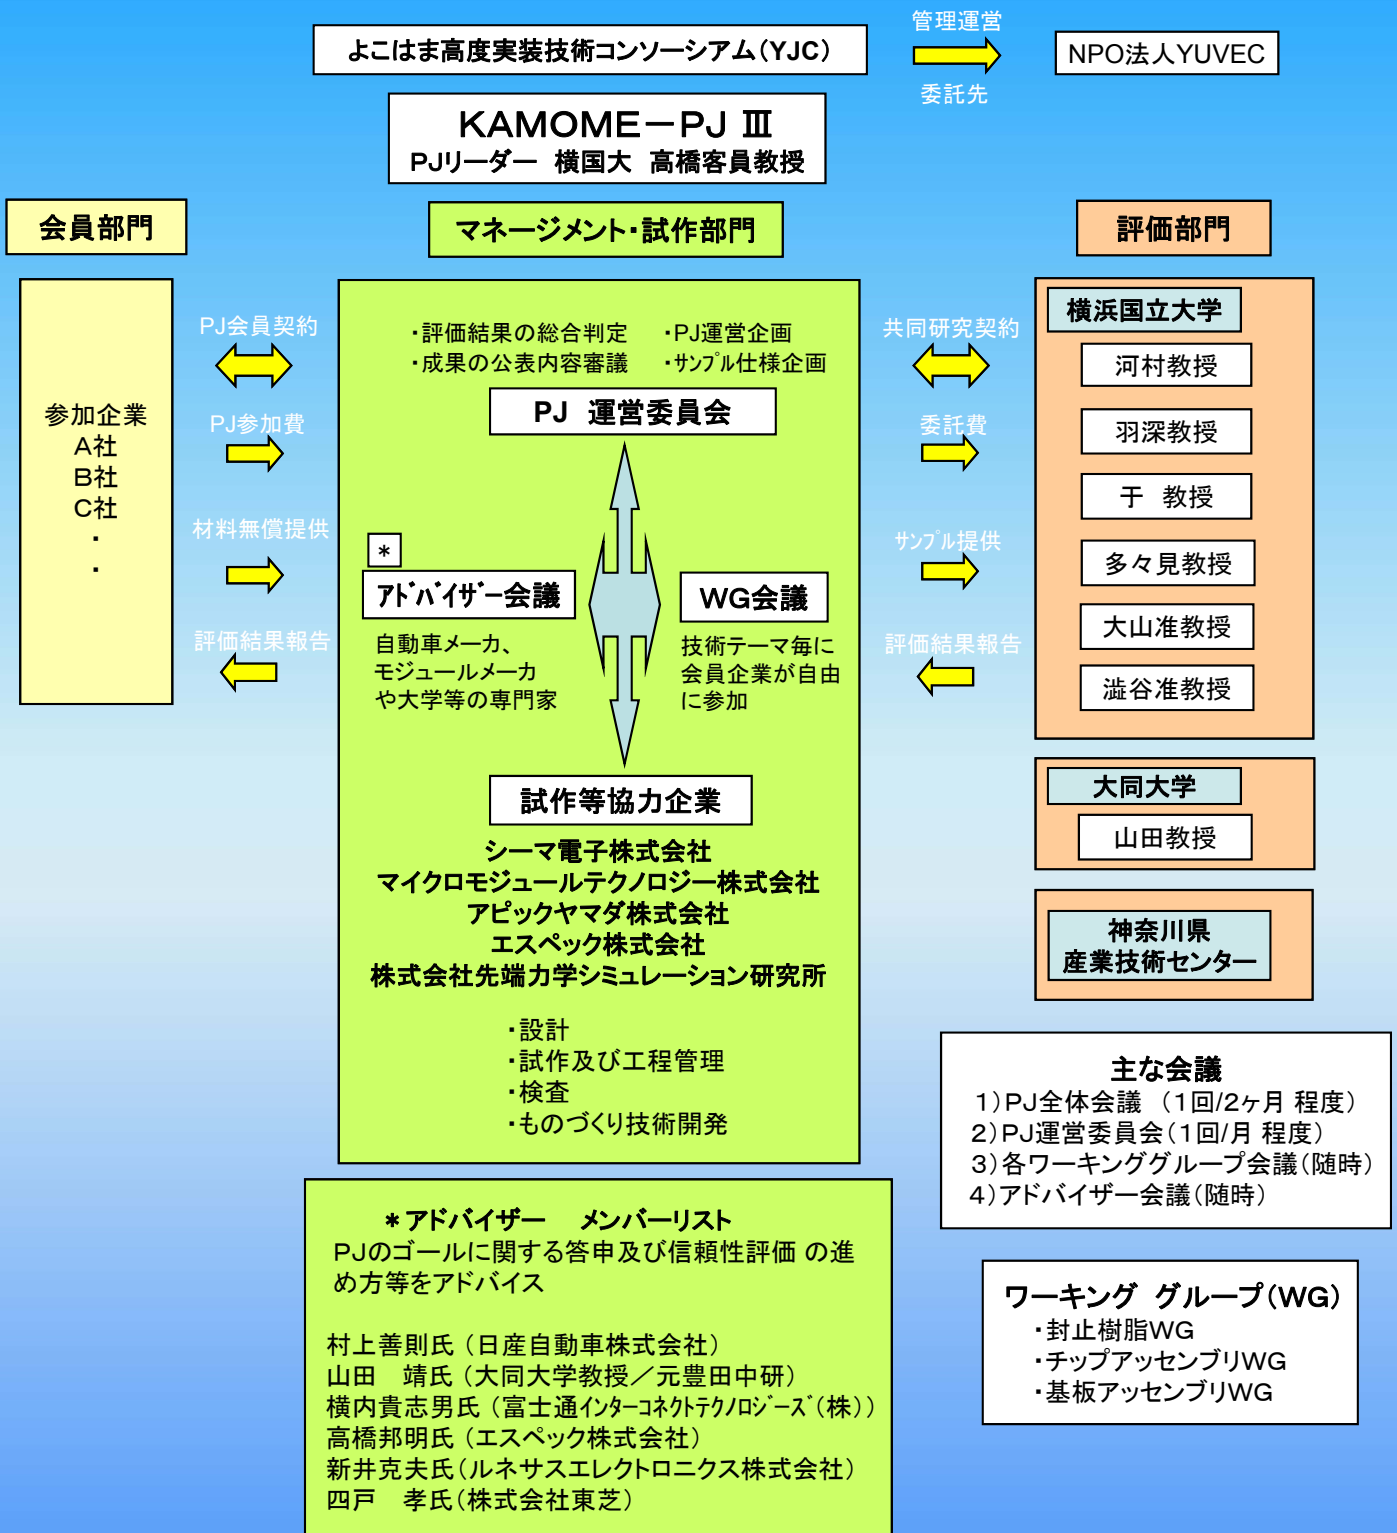 よこはま高度実装技術コンソーシアム(YJC)
管理運営
委託先
NPO法人YUVEC
KAMOME－PJ Ⅲ
PJリーダー 横国大 高橋客員教授
会員部門
マネージメント・試作部門
評価部門
参加企業
A社
B社
C社
・
・
PJ会員契約
PJ参加費
材料無償提供
評価結果報告
・評価結果の総合判定
・PJ運営企画
・成果の公表内容審議
・サンプル仕様企画
PJ 運営委員会
*
アドバイザー会議
自動車メーカ、
モジュールメーカ
や大学等の専門家
WG会議
技術テーマ毎に
会員企業が自由
に参加
試作等協力企業
シーマ電子株式会社
マイクロモジュールテクノロジー株式会社
アピックヤマダ株式会社
エスペック株式会社
株式会社先端力学シミュレーション研究所
・設計
・試作及び工程管理
・検査
・ものづくり技術開発
共同研究契約
委託費
サンプル提供
評価結果報告
横浜国立大学
河村教授
羽深教授
于 教授
多々見教授
大山准教授
澁谷准教授
大同大学
山田教授
神奈川県
産業技術センター
主な会議
１）PJ全体会議 （１回/２ヶ月 程度）
２）PJ運営委員会（１回/月 程度）
３）各ワーキンググループ会議（随時）
４）アドバイザー会議（随時）
ワーキング グループ（WG）
・封止樹脂WG
・チップアッセンブリWG
・基板アッセンブリWG
*アドバイザー メンバーリスト
PJのゴールに関する答申及び信頼性評価 の進
め方等をアドバイス
村上善則氏 （日産自動車株式会社）
山田 靖氏 （大同大学教授／元豊田中研）
横内貴志男氏 （富士通インターコネクトテクノロジーズ（株））
高橋邦明氏 （エスペック株式会社）
新井克夫氏（ルネサスエレクトロニクス株式会社）
四戸 孝氏（株式会社東芝）